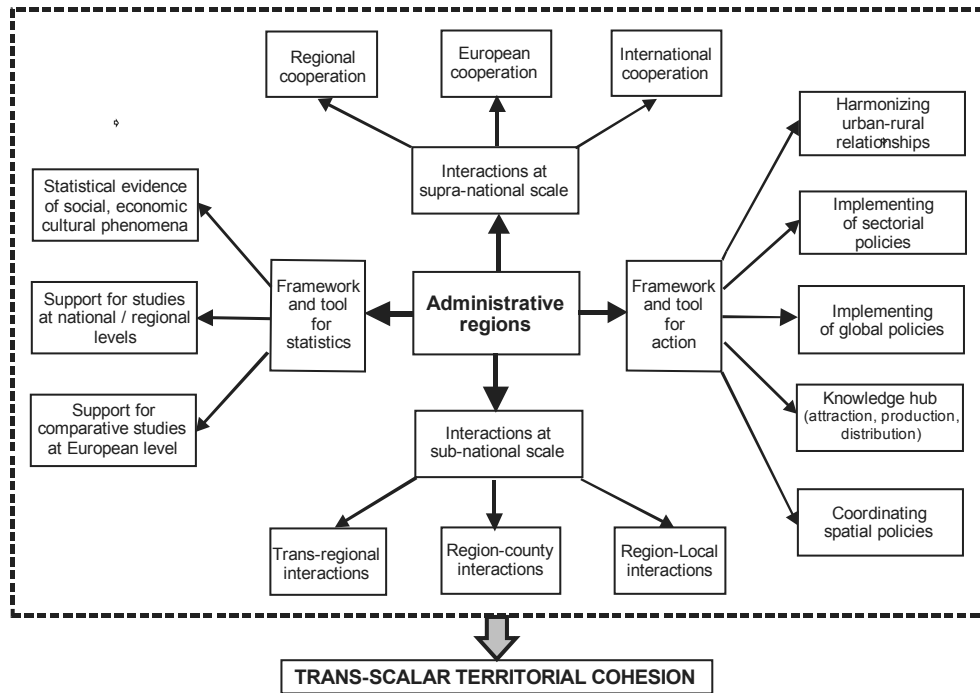 Regional
cooperation
European
cooperation
International
cooperation
Harmonizing
urban-rural
relationships
Interactions at
supra-national scale
Statistical evidence
of social, economic
cultural phenomena
Implementing
of sectorial
policies
Framework
and tool
for
statistics
Administrative
regions
Framework
and tool
for
action
Support for studies
at national / regional
levels
Implementing
of global policies
Support for
comparative studies
at European level
Knowledge hub
(attraction, production,
distribution)
Interactions at
sub-national scale
Coordinating
spatial policies
Trans-regional
interactions
Region-county
interactions
Region-Local
interactions
TRANS-SCALAR TERRITORIAL COHESION